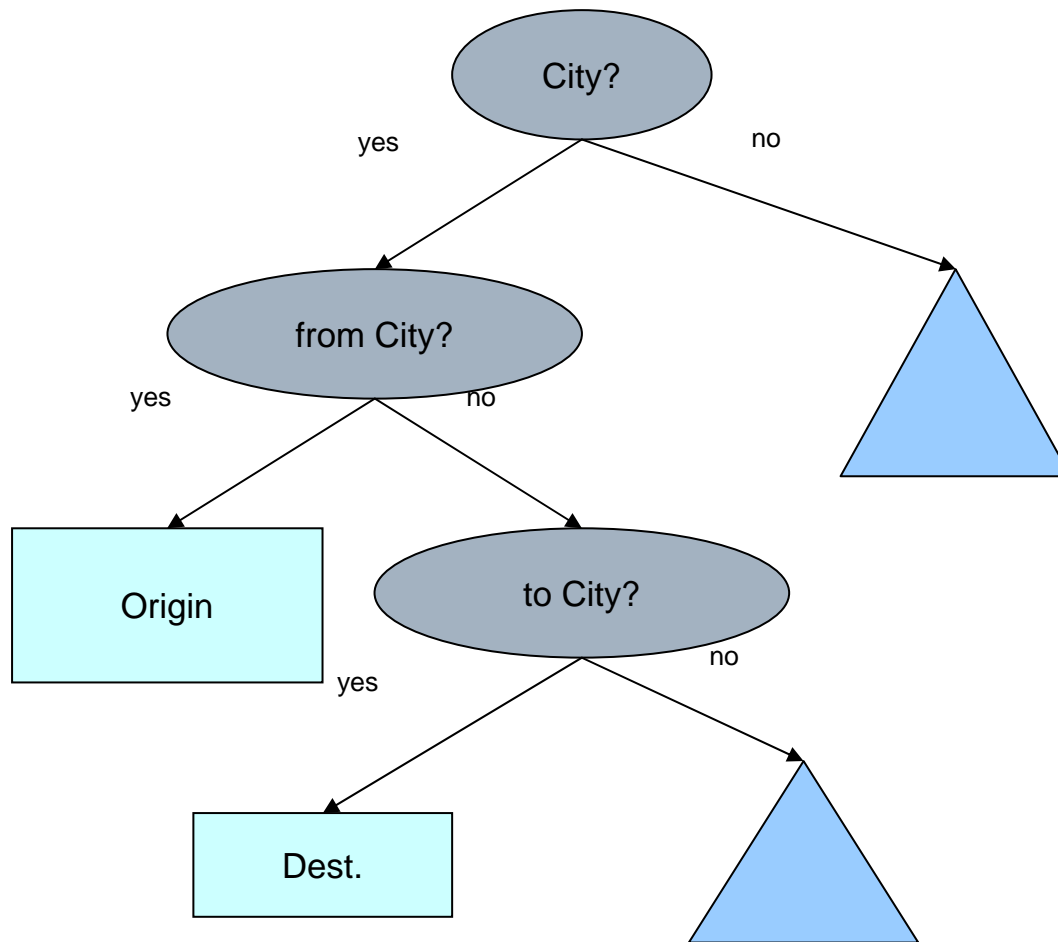 City?
yes
no
from City?
yes
no
Origin
to City?
yes
no
Dest.